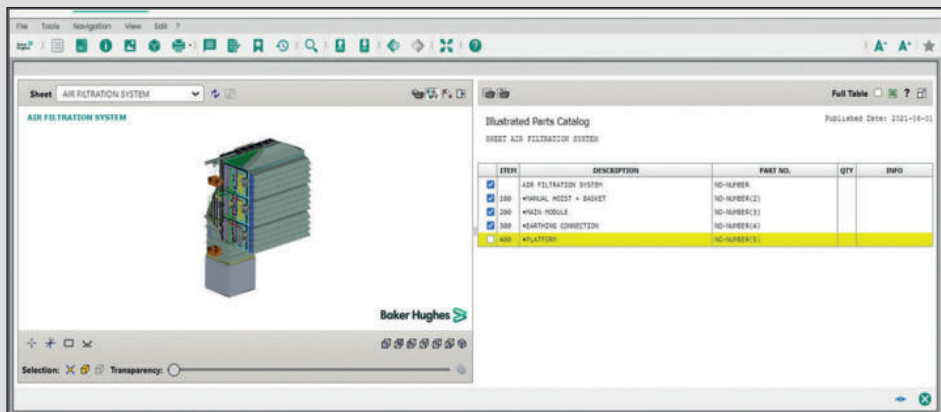 File Tools Navigation View Edit ?
Baker Hughes
A- A+
Sheet AIR FILTRATION SYSTEM
Full Table ?
AIR FILTRATION SYSTEM
Illustrated Parts Catalog
Published Date: 2021-06-01
SHEET AIR FILTRATION SYSTEM
ITEM DESCRIPTION PART NO. QTY INFO
AIR FILTRATION SYSTEM NO-NUMBER
100 •MANUAL HOIST + BASKET NO-NUMBER(2)
200 •MAIN MODULE NO-NUMBER(3)
300 •EARTHING CONNECTION NO-NUMBER(4)
400 •PLATFORM NO-NUMBER(5)
Baker Hughes
Selection: Transparency: